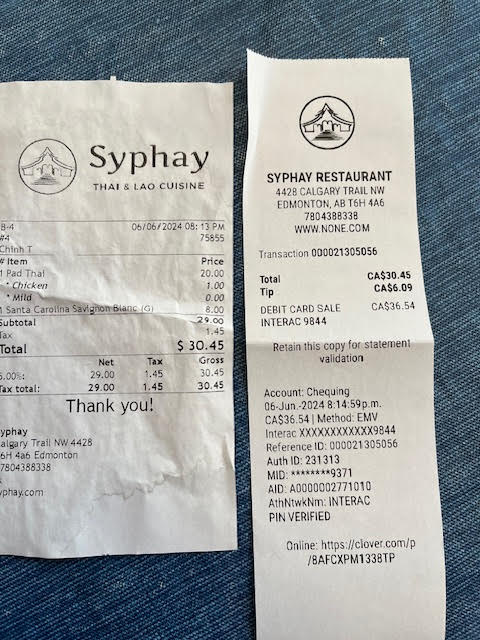 Syphay
THAI & LAO CUISINE
B-4 06/06/2024 08:13 PM
#4 75855
Chinh T
# Item Price
1 Pad Thai 20.00
* Chicken 1.00
* Mild 0.00
1 Santa Carolina Savignon Blanc (G) 8.00
Subtotal 29.00
Tax 1.45
Total $ 30.45
Net Tax Gross
5.00%: 29.00 1.45 30.45
Tax total: 29.00 1.45 30.45
Thank you!
yphay
algary Trail NW 4428
6H 4a6 Edmonton
7804388338
yphay.com
SYPHAY RESTAURANT
4428 CALGARY TRAIL NW
EDMONTON, AB T6H 4A6
7804388338
WWW.NONE.COM
Transaction 000021305056
Total CA$30.45
Tip CA$6.09
DEBIT CARD SALE CA$36.54
INTERAC 9844
Retain this copy for statement
validation
Account: Chequing
06-Jun.-2024 8:14:59p.m.
CA$36.54 | Method: EMV
Interac XXXXXXXXXXXX9844
Reference ID: 000021305056
Auth ID: 231313
MID: ********9371
AID: A0000002771010
AthNtwkNm: INTERAC
PIN VERIFIED
Online: https://clover.com/p
/8AFCXPM1338TP